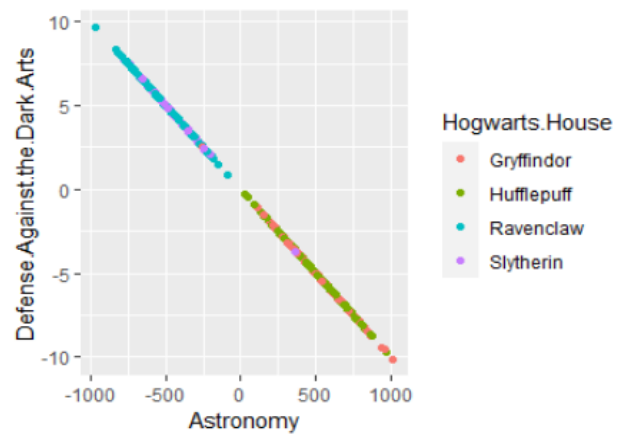 10
5
0
-5
-10
Defense.Against.the.Dark.Arts
-1000 -500 0 500 1000
Astronomy
Hogwarts.House
Gryffindor
Hufflepuff
Ravenclaw
Slytherin